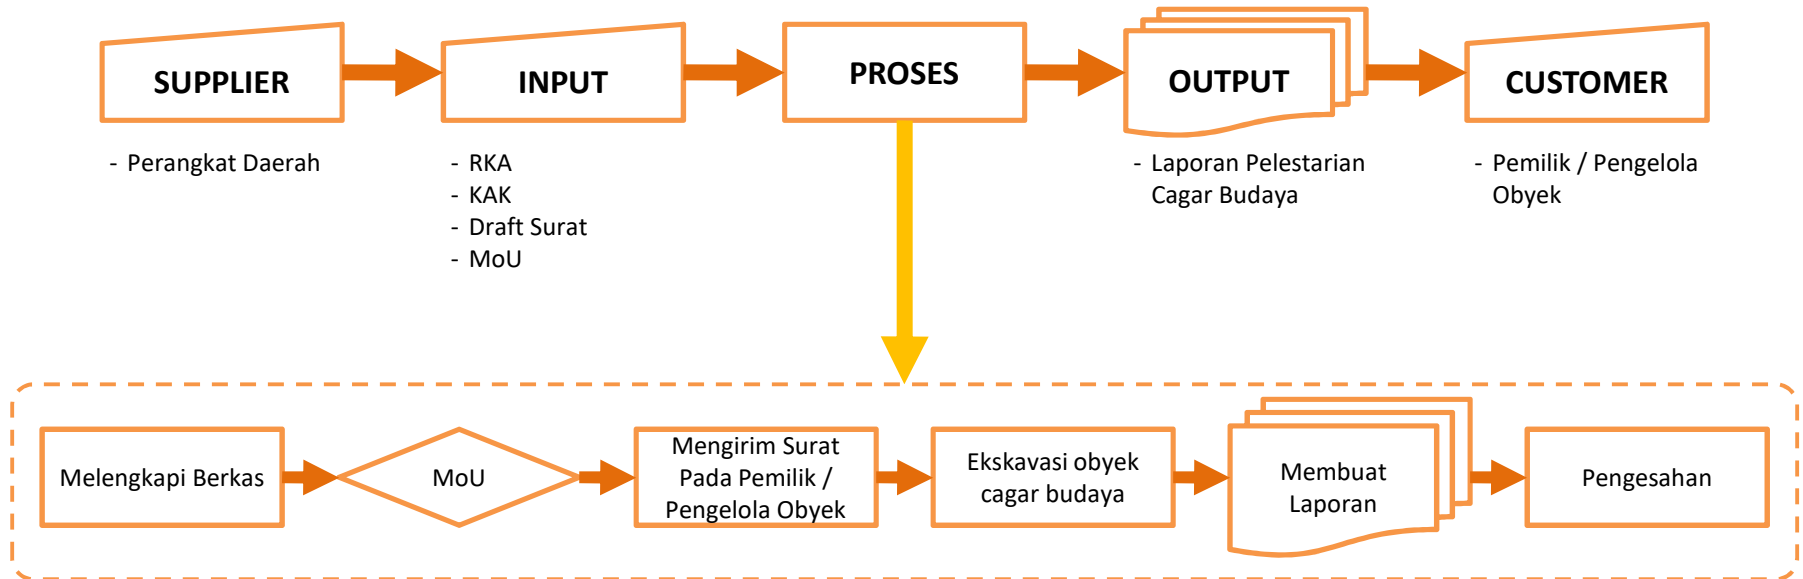 SUPPLIER
INPUT
PROSES
OUTPUT
CUSTOMER
- Perangkat Daerah
- RKA
- KAK
- Draft Surat
- MoU
- Laporan Pelestarian
Cagar Budaya
- Pemilik / Pengelola
Obyek
Melengkapi Berkas
MoU
Mengirim Surat
Pada Pemilik /
Pengelola Obyek
Ekskavasi obyek
cagar budaya
Membuat
Laporan
Pengesahan